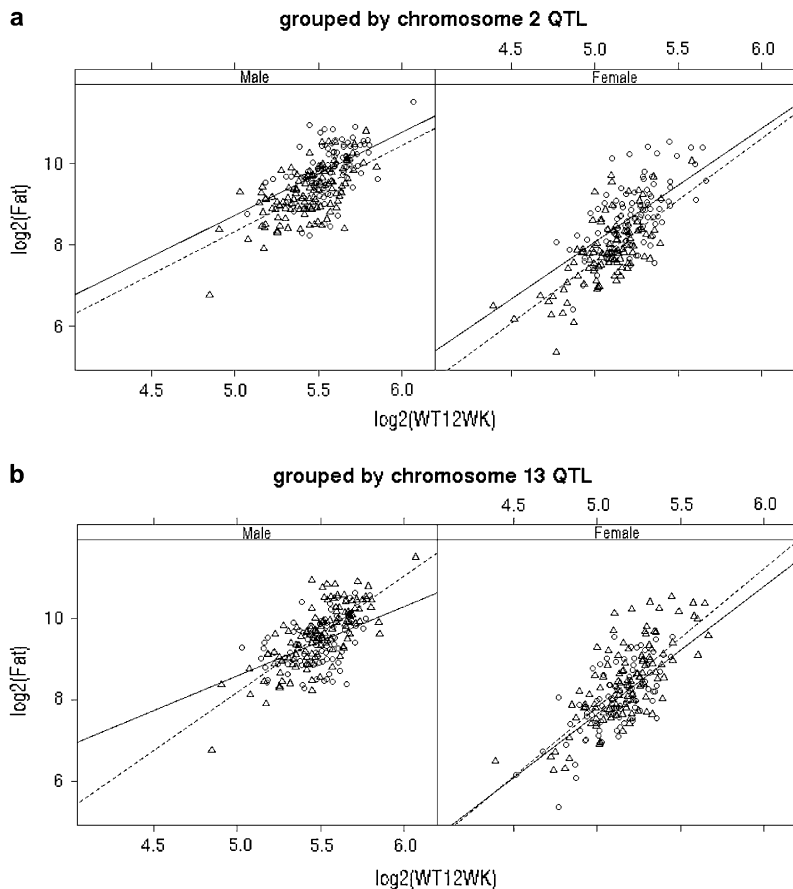 a
grouped by chromosome 2 QTL
4.5 5.0 5.5 6.0
Male Female
10
8
6
log2(Fat)
4.5 5.0 5.5 6.0
log2(WT12WK)
b
grouped by chromosome 13 QTL
4.5 5.0 5.5 6.0
Male Female
10
8
6
log2(Fat)
4.5 5.0 5.5 6.0
log2(WT12WK)